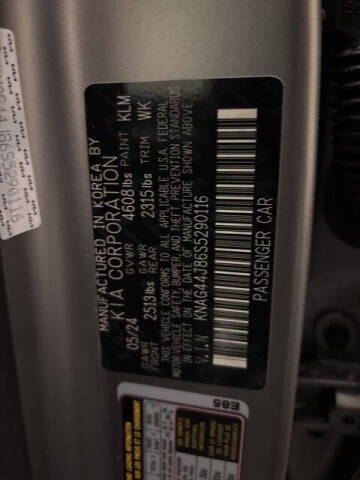 MANUFACTURED IN KOREA BY
KIA CORPORATION
05/24 GVWR 4608lbs PAINT KLM
GAWR FRONT 2513lbs GAWR REAR 2315lbs TRIM WK
THIS VEHICLE CONFORMS TO ALL APPLICABLE U.S.A. FEDERAL
MOTOR VEHICLE SAFETY, BUMPER, AND THEFT PREVENTION STANDARDS
IN EFFECT ON THE DATE OF MANUFACTURE SHOWN ABOVE.
V.I.N KNAG44J86S5290116
PASSENGER CAR
E85